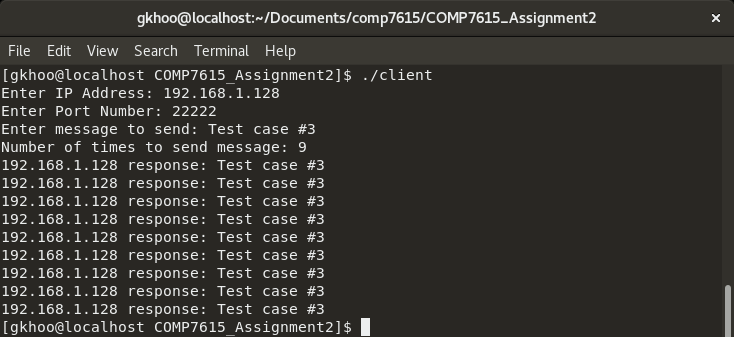 gkhoo@localhost:~/Documents/comp7615/COMP7615_Assignment2
File Edit View Search Terminal Help
[gkhoo@localhost COMP7615_Assignment2]$ ./client
Enter IP Address: 192.168.1.128
Enter Port Number: 22222
Enter message to send: Test case #3
Number of times to send message: 9
192.168.1.128 response: Test case #3
192.168.1.128 response: Test case #3
192.168.1.128 response: Test case #3
192.168.1.128 response: Test case #3
192.168.1.128 response: Test case #3
192.168.1.128 response: Test case #3
192.168.1.128 response: Test case #3
192.168.1.128 response: Test case #3
192.168.1.128 response: Test case #3
[gkhoo@localhost COMP7615_Assignment2]$